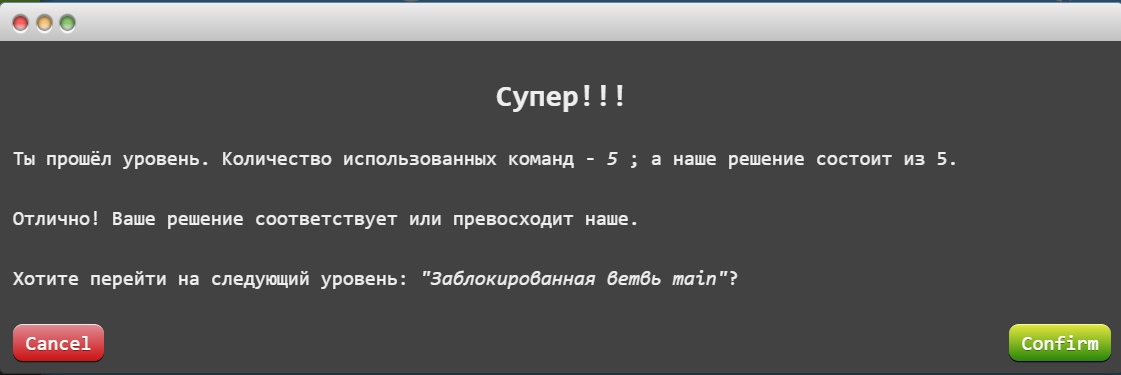 Супер!!!
Ты прошёл уровень. Количество использованных команд - 5 ; а наше решение состоит из 5.
Отлично! Ваше решение соответствует или превосходит наше.
Хотите перейти на следующий уровень: "Заблокированная ветвь main"?
Cancel
Confirm